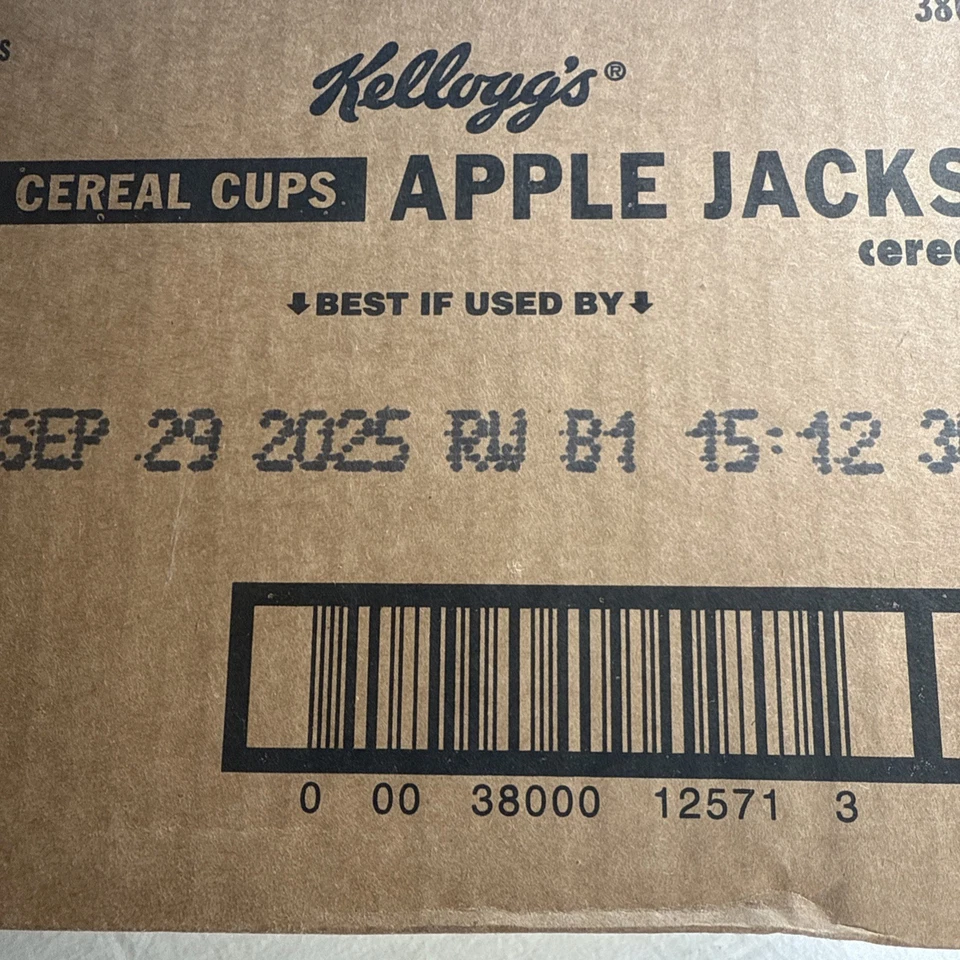 Kellogg's®
CEREAL CUPS APPLE JACKS
↓BEST IF USED BY↓
SEP 29 2025 RW B1 15:12
0 00 38000 12571 3